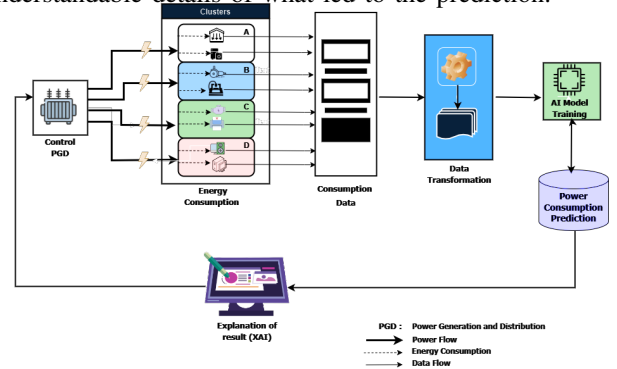 nderstandable details of what led to the prediction.
Clusters
A
B
C
D
Control
PGD
Energy
Consumption
Consumption
Data
Data
Transformation
AI Model
Training
Power
Consumption
Prediction
Explanation of
result (XAI)
PGD : Power Generation and Distribution
Power Flow
Energy Consumption
Data Flow